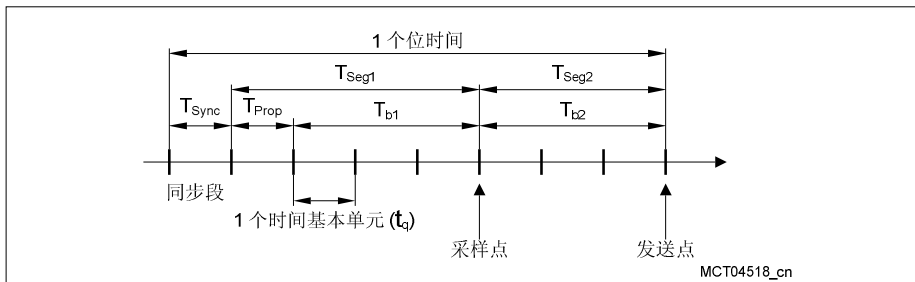 1 个位时间
TSeg1 TSeg2
TSync TProp Tb1 Tb2
同步段
1 个时间基本单元 (tq)
采样点 发送点
MCT04518_cn